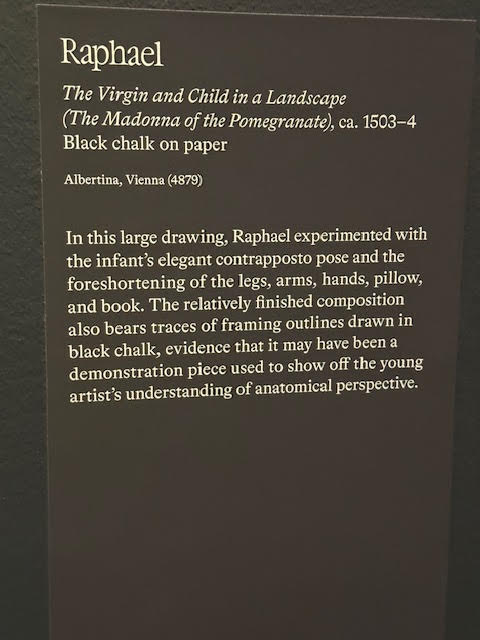 Raphael
The Virgin and Child in a Landscape
(The Madonna of the Pomegranate), ca. 1503–4
Black chalk on paper
Albertina, Vienna (4879)
In this large drawing, Raphael experimented with
the infant's elegant contrapposto pose and the
foreshortening of the legs, arms, hands, pillow,
and book. The relatively finished composition
also bears traces of framing outlines drawn in
black chalk, evidence that it may have been a
demonstration piece used to show off the young
artist's understanding of anatomical perspective.